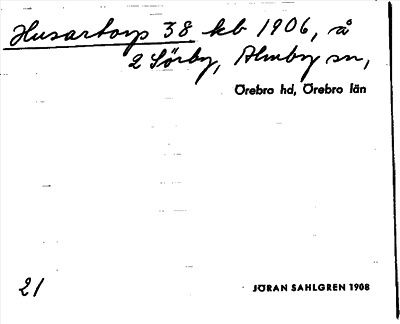 Husartorp 38 kb 1906, å
2 Sörby, Almby sn,
Örebro hd, Örebro län
21
JÖRAN SAHLGREN 1908